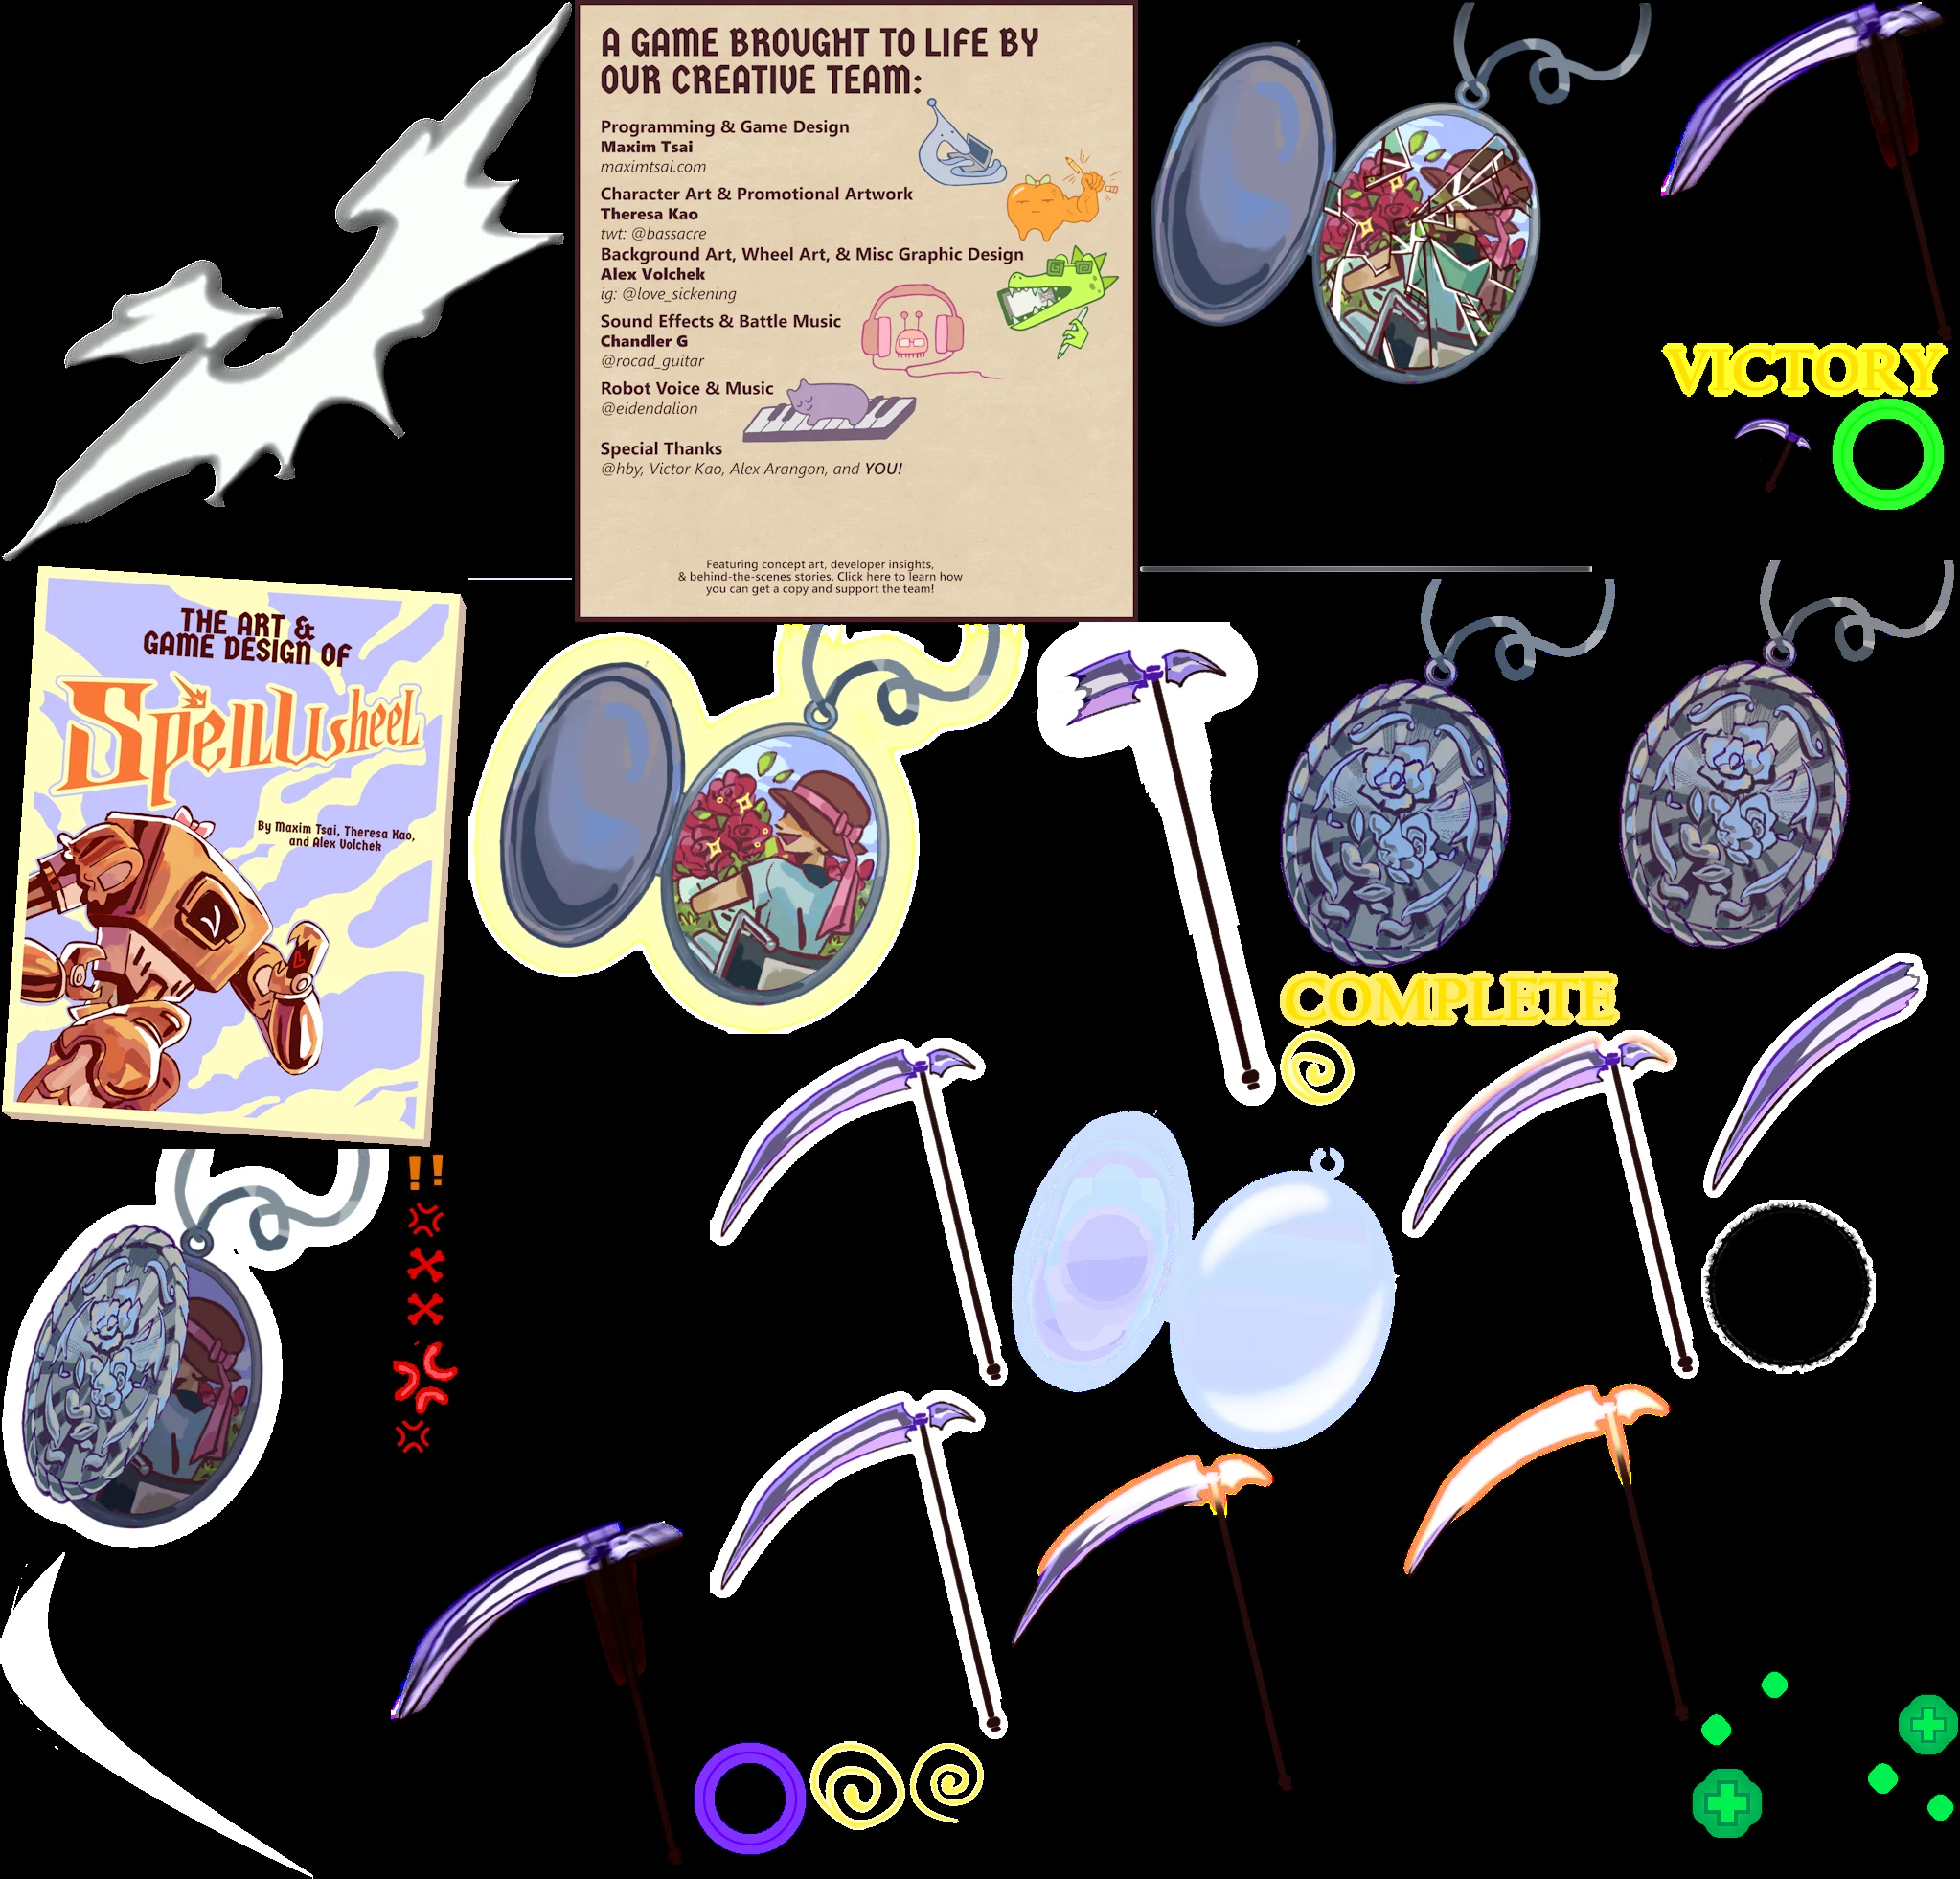 A GAME BROUGHT TO LIFE BY
OUR CREATIVE TEAM:
Programming & Game Design
Maxim Tsai
maximtsai.com
Character Art & Promotional Artwork
Theresa Kao
twt: @bassacre
Background Art, Wheel Art, & Misc Graphic Design
Alex Volchek
ig: @love_sickening
Sound Effects & Battle Music
Chandler G
@rocad_guitar
Robot Voice & Music
@eidendalion
Special Thanks
@hby, Victor Kao, Alex Arangon, and YOU!
Featuring concept art, developer insights,
& behind-the-scenes stories. Click here to learn how
you can get a copy and support the team!
VICTORY
THE ART &
GAME DESIGN OF
SpellWheel
By Maxim Tsai, Theresa Kao,
and Alex Volchek
COMPLETE
!!